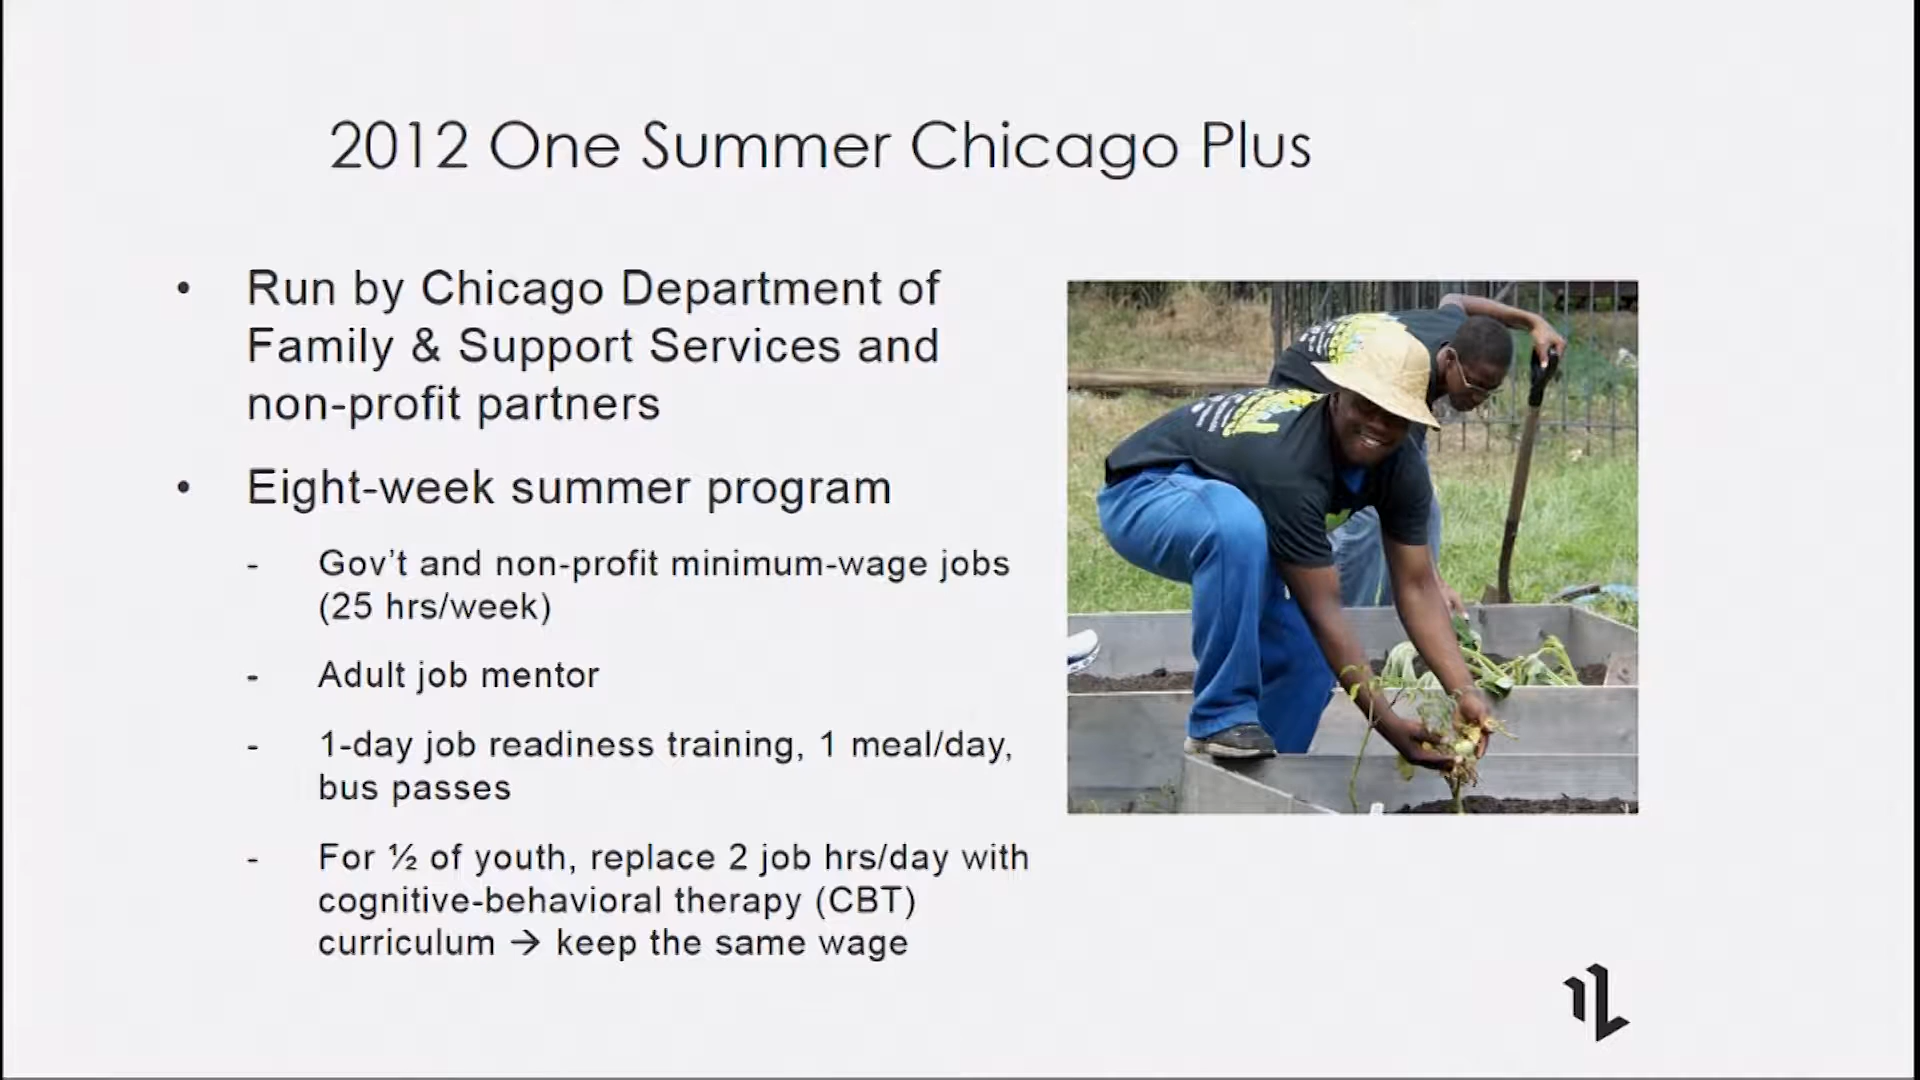 2012 One Summer Chicago Plus
• Run by Chicago Department of
Family & Support Services and
non-profit partners
• Eight-week summer program
- Gov’t and non-profit minimum-wage jobs
(25 hrs/week)
- Adult job mentor
- 1-day job readiness training, 1 meal/day,
bus passes
- For ½ of youth, replace 2 job hrs/day with
cognitive-behavioral therapy (CBT)
curriculum → keep the same wage